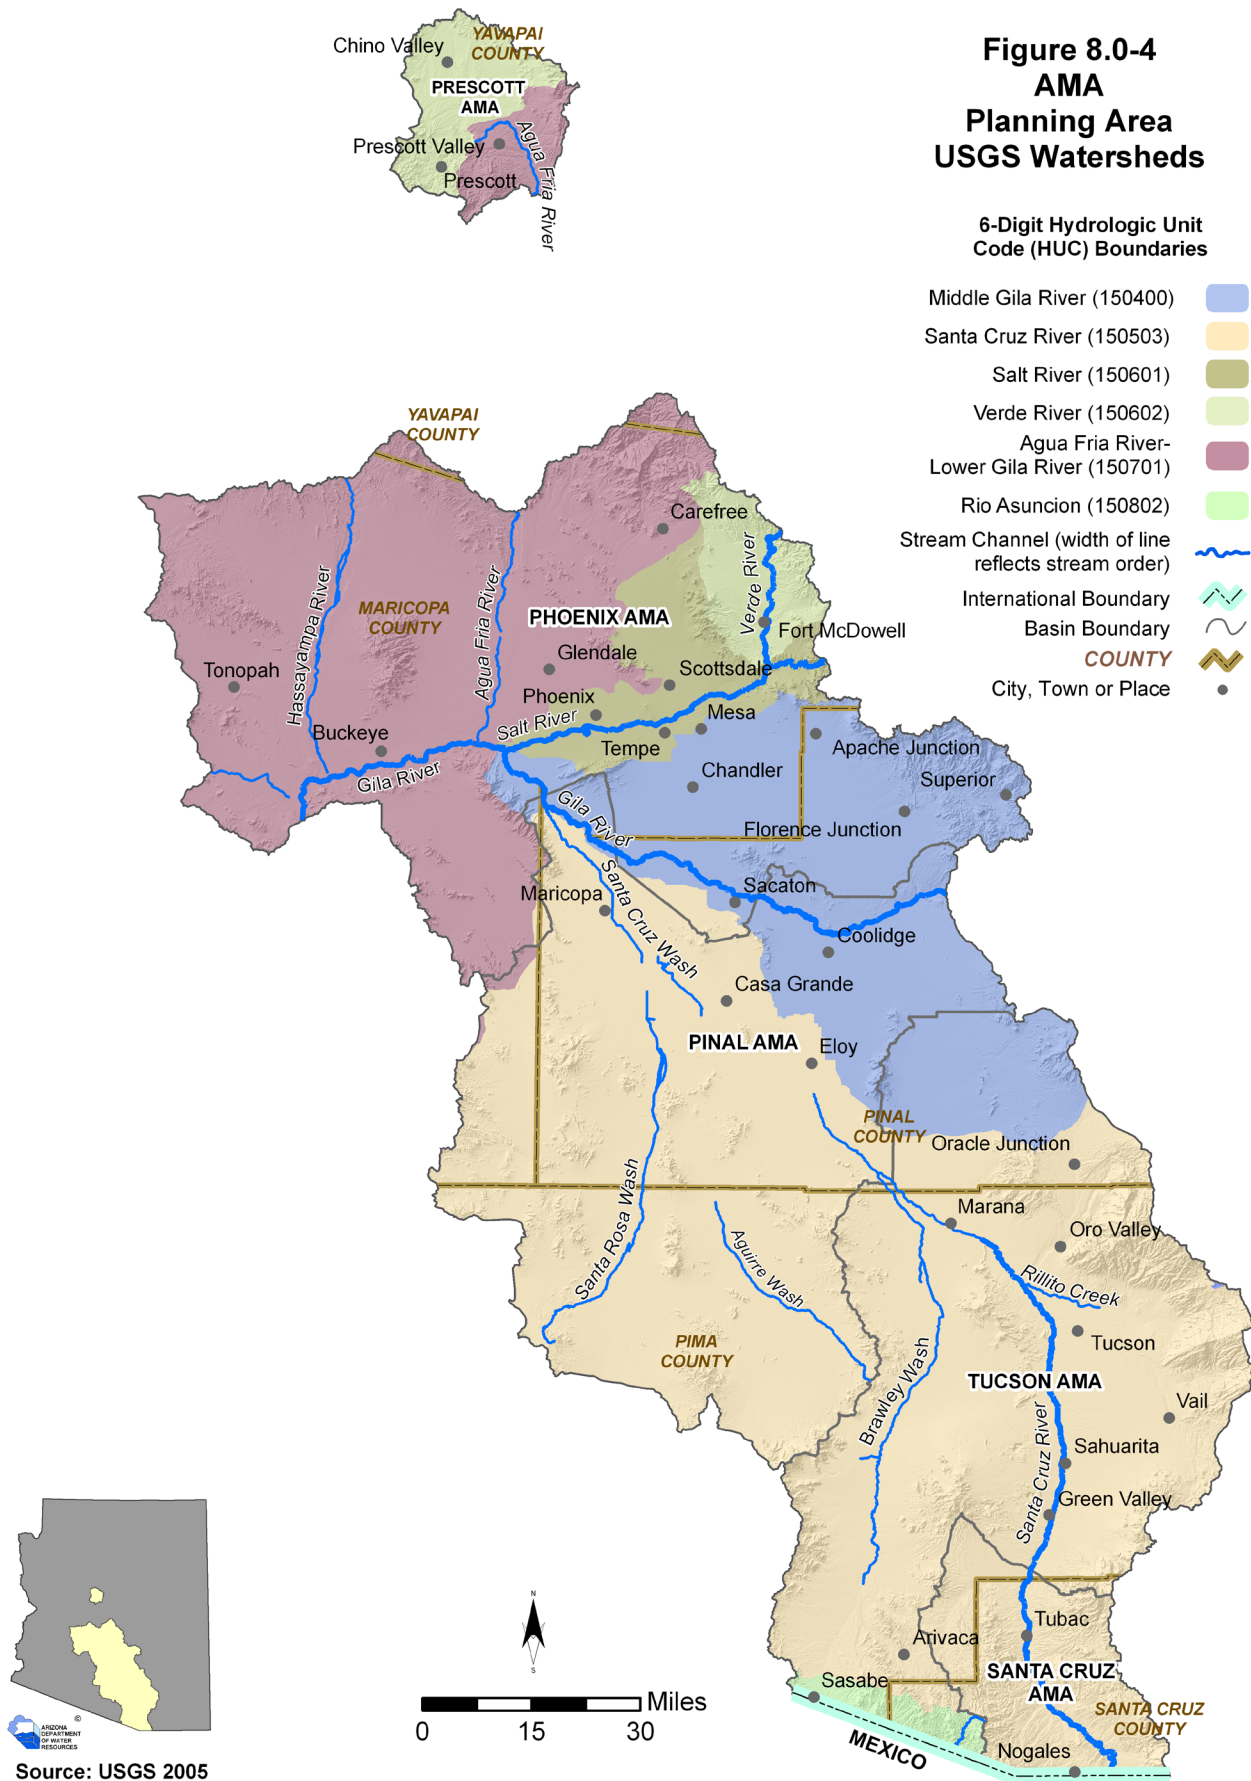 Figure 8.0-4
AMA
Planning Area
USGS Watersheds
6-Digit Hydrologic Unit
Code (HUC) Boundaries
Middle Gila River (150400)
Santa Cruz River (150503)
Salt River (150601)
Verde River (150602)
Agua Fria River-
Lower Gila River (150701)
Rio Asuncion (150802)
Stream Channel (width of line
reflects stream order)
International Boundary
Basin Boundary
COUNTY
City, Town or Place
YAVAPAI
COUNTY
Chino Valley
PRESCOTT
AMA
Prescott Valley
Prescott
Agua Fria River
YAVAPAI
COUNTY
Carefree
Verde River
Hassayampa River
MARICOPA
COUNTY
Agua Fria River
PHOENIX AMA
Fort McDowell
Glendale
Tonopah
Scottsdale
Phoenix
Salt River
Mesa
Buckeye
Tempe
Apache Junction
Gila River
Chandler
Superior
Gila River
Florence Junction
Maricopa
Santa Cruz Wash
Sacaton
Coolidge
Casa Grande
PINAL AMA
Eloy
PINAL
COUNTY
Oracle Junction
Santa Rosa Wash
Marana
Oro Valley
Aguirre Wash
Rillito Creek
PIMA
COUNTY
Tucson
Brawley Wash
TUCSON AMA
Vail
Santa Cruz River
Sahuarita
Green Valley
Tubac
Arivaca
SANTA CRUZ
AMA
Sasabe
SANTA CRUZ
COUNTY
MEXICO
Nogales
N
S
Miles
0 15 30
©
ARIZONA
DEPARTMENT
OF WATER
RESOURCES
Source: USGS 2005